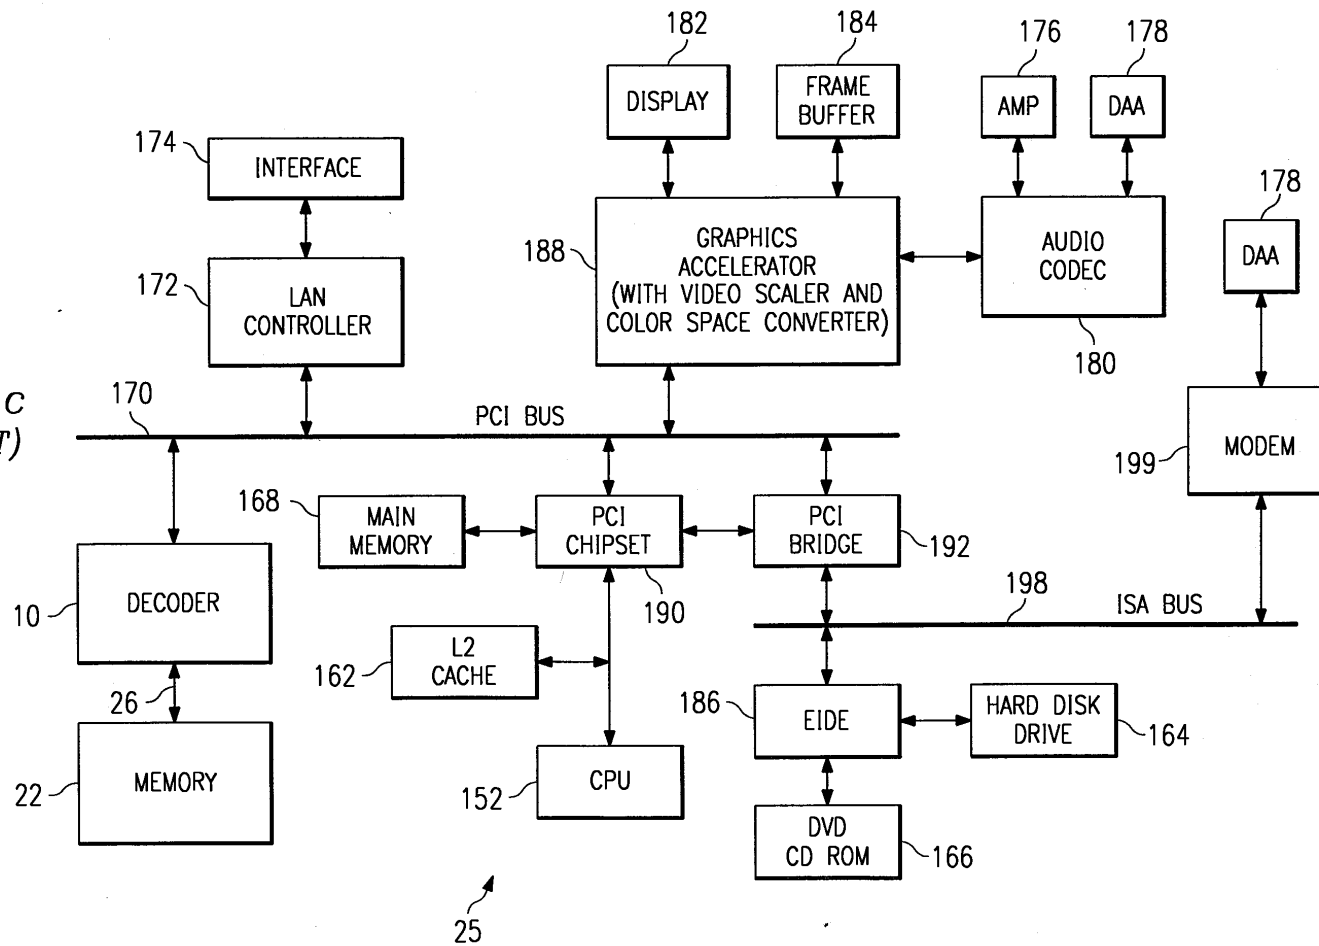 182
184
176
178
DISPLAY
FRAME
BUFFER
AMP
DAA
174
INTERFACE
178
DAA
188
GRAPHICS
ACCELERATOR
(WITH VIDEO SCALER AND
COLOR SPACE CONVERTER)
AUDIO
CODEC
180
172
LAN
CONTROLLER
C
T)
170
PCI BUS
199
MODEM
168
MAIN
MEMORY
PCI
CHIPSET
190
PCI
BRIDGE
192
10
DECODER
198
ISA BUS
162
L2
CACHE
26
186
EIDE
HARD DISK
DRIVE
164
22
MEMORY
152
CPU
DVD
CD ROM
166
25